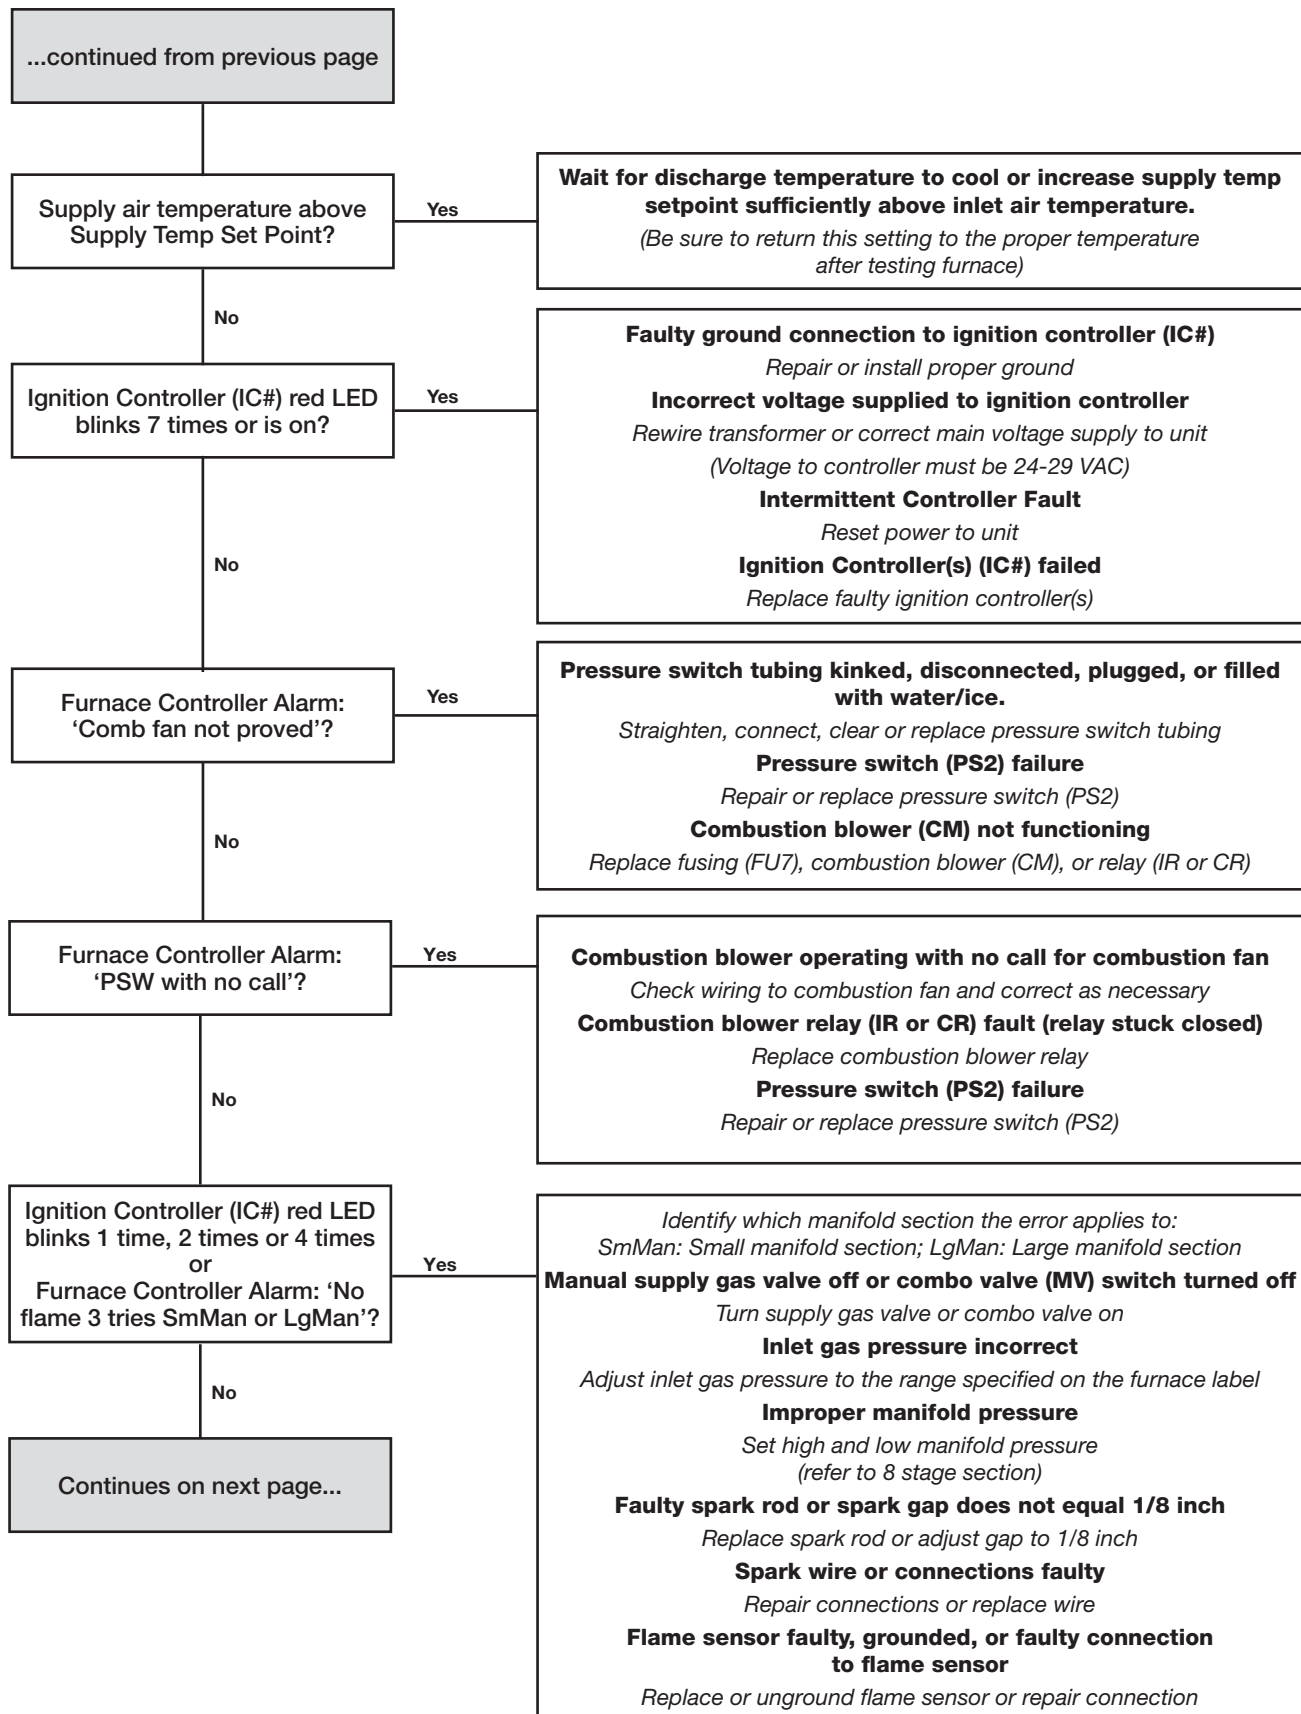 ...continued from previous page
Supply air temperature above
Supply Temp Set Point?
Yes
Wait for discharge temperature to cool or increase supply temp
setpoint sufficiently above inlet air temperature.
(Be sure to return this setting to the proper temperature
after testing furnace)
No
Ignition Controller (IC#) red LED
blinks 7 times or is on?
Yes
Faulty ground connection to ignition controller (IC#)
Repair or install proper ground
Incorrect voltage supplied to ignition controller
Rewire transformer or correct main voltage supply to unit
(Voltage to controller must be 24-29 VAC)
Intermittent Controller Fault
Reset power to unit
Ignition Controller(s) (IC#) failed
Replace faulty ignition controller(s)
No
Furnace Controller Alarm:
‘Comb fan not proved’?
Yes
Pressure switch tubing kinked, disconnected, plugged, or filled
with water/ice.
Straighten, connect, clear or replace pressure switch tubing
Pressure switch (PS2) failure
Repair or replace pressure switch (PS2)
Combustion blower (CM) not functioning
Replace fusing (FU7), combustion blower (CM), or relay (IR or CR)
No
Furnace Controller Alarm:
‘PSW with no call’?
Yes
Combustion blower operating with no call for combustion fan
Check wiring to combustion fan and correct as necessary
Combustion blower relay (IR or CR) fault (relay stuck closed)
Replace combustion blower relay
Pressure switch (PS2) failure
Repair or replace pressure switch (PS2)
No
Ignition Controller (IC#) red LED
blinks 1 time, 2 times or 4 times
or
Furnace Controller Alarm: ‘No
flame 3 tries SmMan or LgMan’?
Yes
Identify which manifold section the error applies to:
SmMan: Small manifold section; LgMan: Large manifold section
Manual supply gas valve off or combo valve (MV) switch turned off
Turn supply gas valve or combo valve on
Inlet gas pressure incorrect
Adjust inlet gas pressure to the range specified on the furnace label
Improper manifold pressure
Set high and low manifold pressure
(refer to 8 stage section)
Faulty spark rod or spark gap does not equal 1/8 inch
Replace spark rod or adjust gap to 1/8 inch
Spark wire or connections faulty
Repair connections or replace wire
Flame sensor faulty, grounded, or faulty connection
to flame sensor
Replace or unground flame sensor or repair connection
No
Continues on next page...